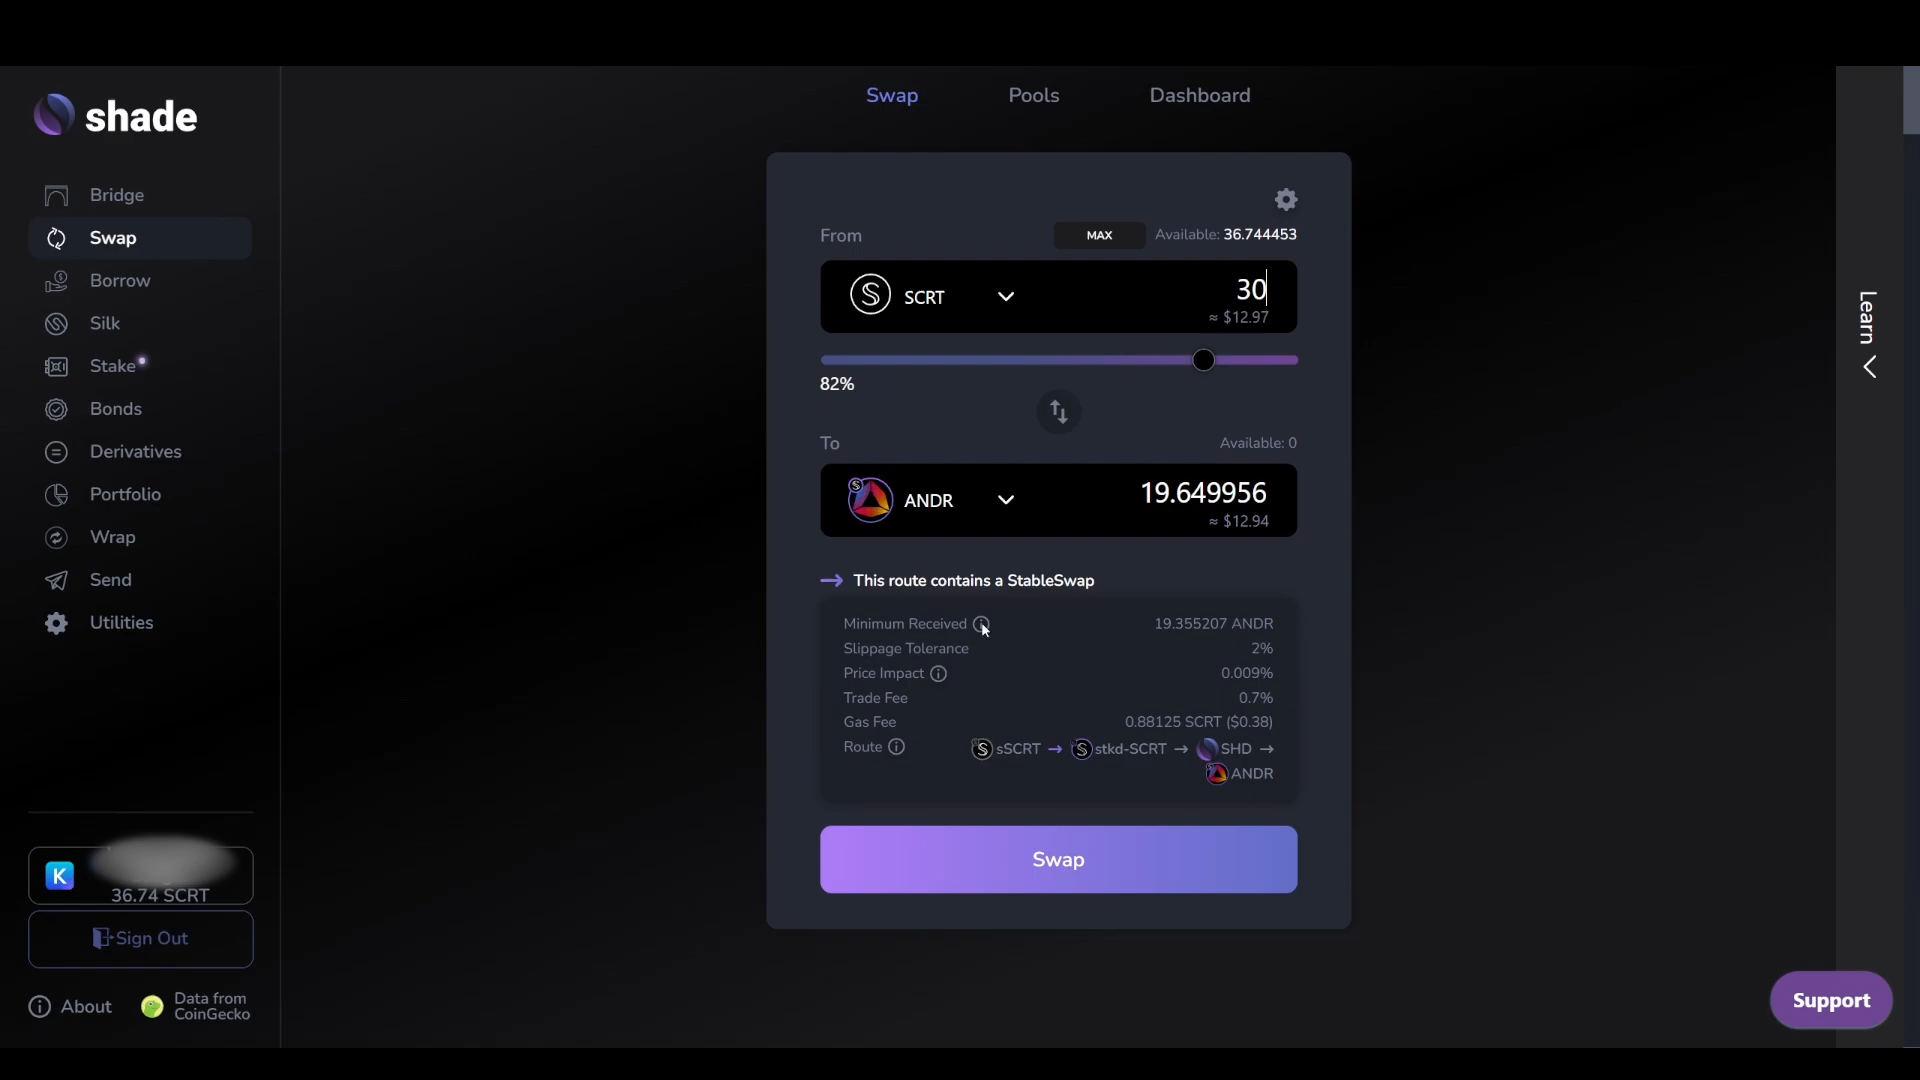 shade
Swap
Pools
Dashboard
Bridge
Swap
Borrow
Silk
Stake
Bonds
Derivatives
Portfolio
Wrap
Send
Utilities
K
36.74 SCRT
Sign Out
About
Data from
CoinGecko
From
MAX
Available: 36.744453
SCRT
30
≈ $12.97
82%
To
Available: 0
ANDR
19.649956
≈ $12.94
→ This route contains a StableSwap
Minimum Received 19.355207 ANDR
Slippage Tolerance 2%
Price Impact 0.009%
Trade Fee 0.7%
Gas Fee 0.88125 SCRT ($0.38)
Route sSCRT → stkd-SCRT → SHD →
ANDR
Swap
Learn
Support